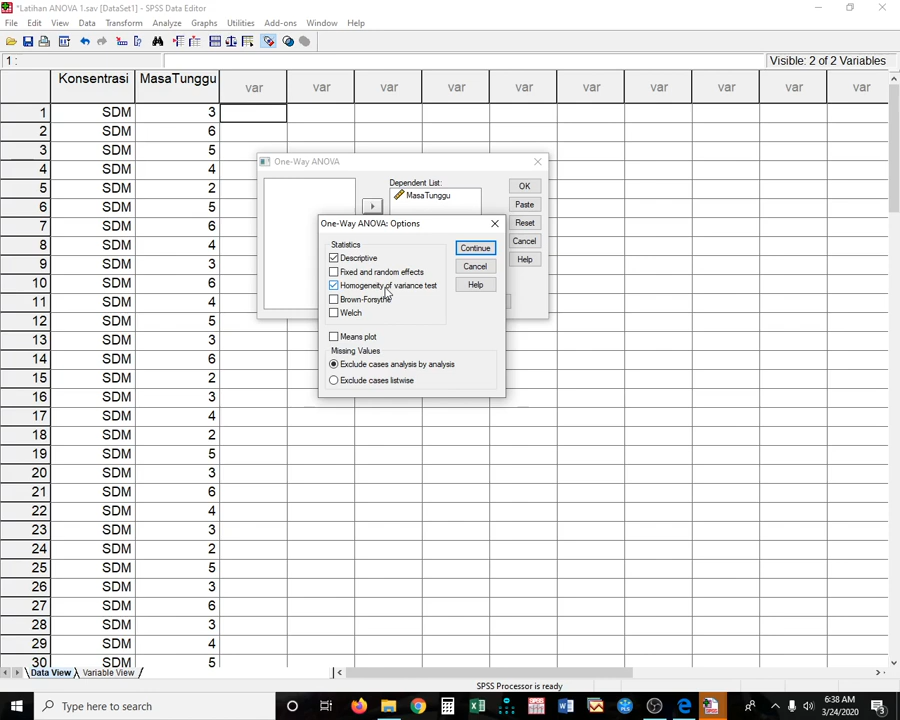 *Latihan ANOVA 1.sav [DataSet1] - SPSS Data Editor
File Edit View Data Transform Analyze Graphs Utilities Add-ons Window Help
1 : Visible: 2 of 2 Variables
Konsentrasi MasaTunggu var var var var var var var var var var
1 SDM 3
2 SDM 6
3 SDM 5
4 SDM 4
5 SDM 2
6 SDM 5
7 SDM 6
8 SDM 4
9 SDM 3
10 SDM 6
11 SDM 4
12 SDM 5
13 SDM 3
14 SDM 6
15 SDM 2
16 SDM 3
17 SDM 4
18 SDM 2
19 SDM 5
20 SDM 3
21 SDM 6
22 SDM 4
23 SDM 3
24 SDM 2
25 SDM 5
26 SDM 3
27 SDM 6
28 SDM 3
29 SDM 4
30 SDM 5
One-Way ANOVA
Dependent List:
MasaTunggu
OK
Paste
Reset
Cancel
Help
One-Way ANOVA: Options
Statistics
Descriptive
Fixed and random effects
Homogeneity of variance test
Brown-Forsythe
Welch
Means plot
Missing Values
Exclude cases analysis by analysis
Exclude cases listwise
Continue
Cancel
Help
Data View Variable View
SPSS Processor is ready
Type here to search
6:38 AM
3/24/2020
3